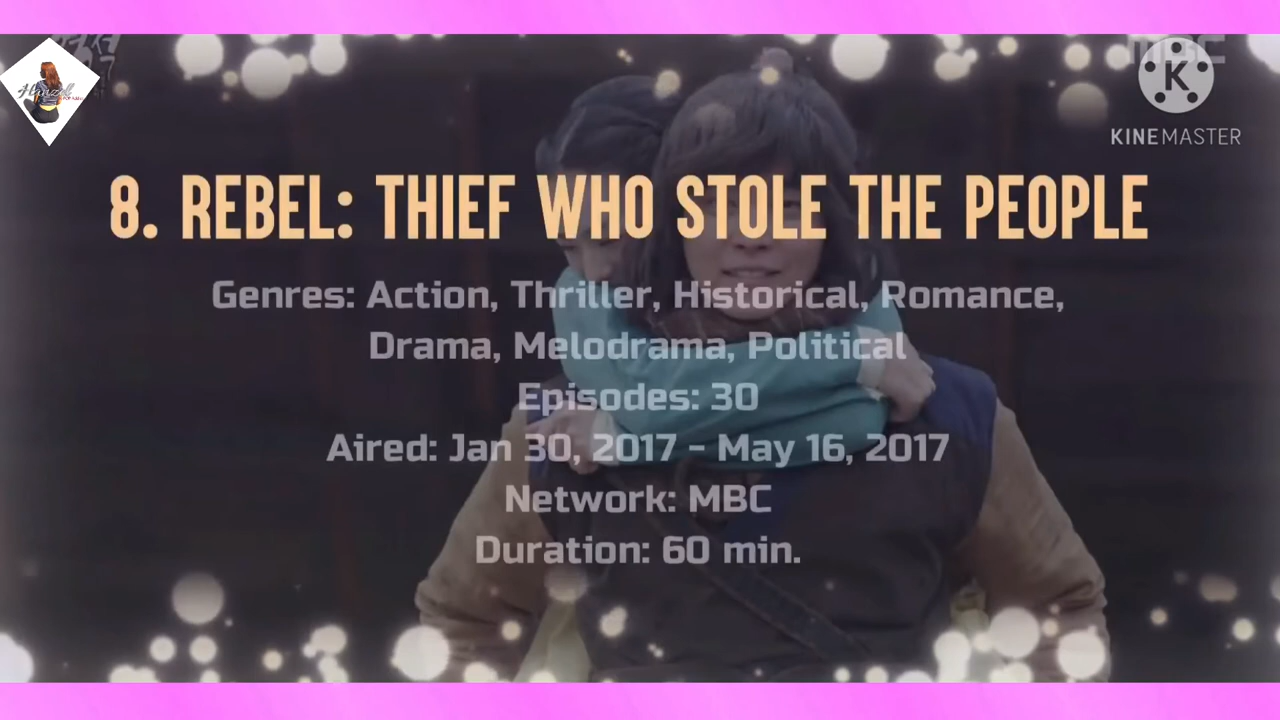 MBC
KINEMASTER
8. REBEL: THIEF WHO STOLE THE PEOPLE
Genres: Action, Thriller, Historical, Romance,
Drama, Melodrama, Political
Episodes: 30
Aired: Jan 30, 2017 - May 16, 2017
Network: MBC
Duration: 60 min.